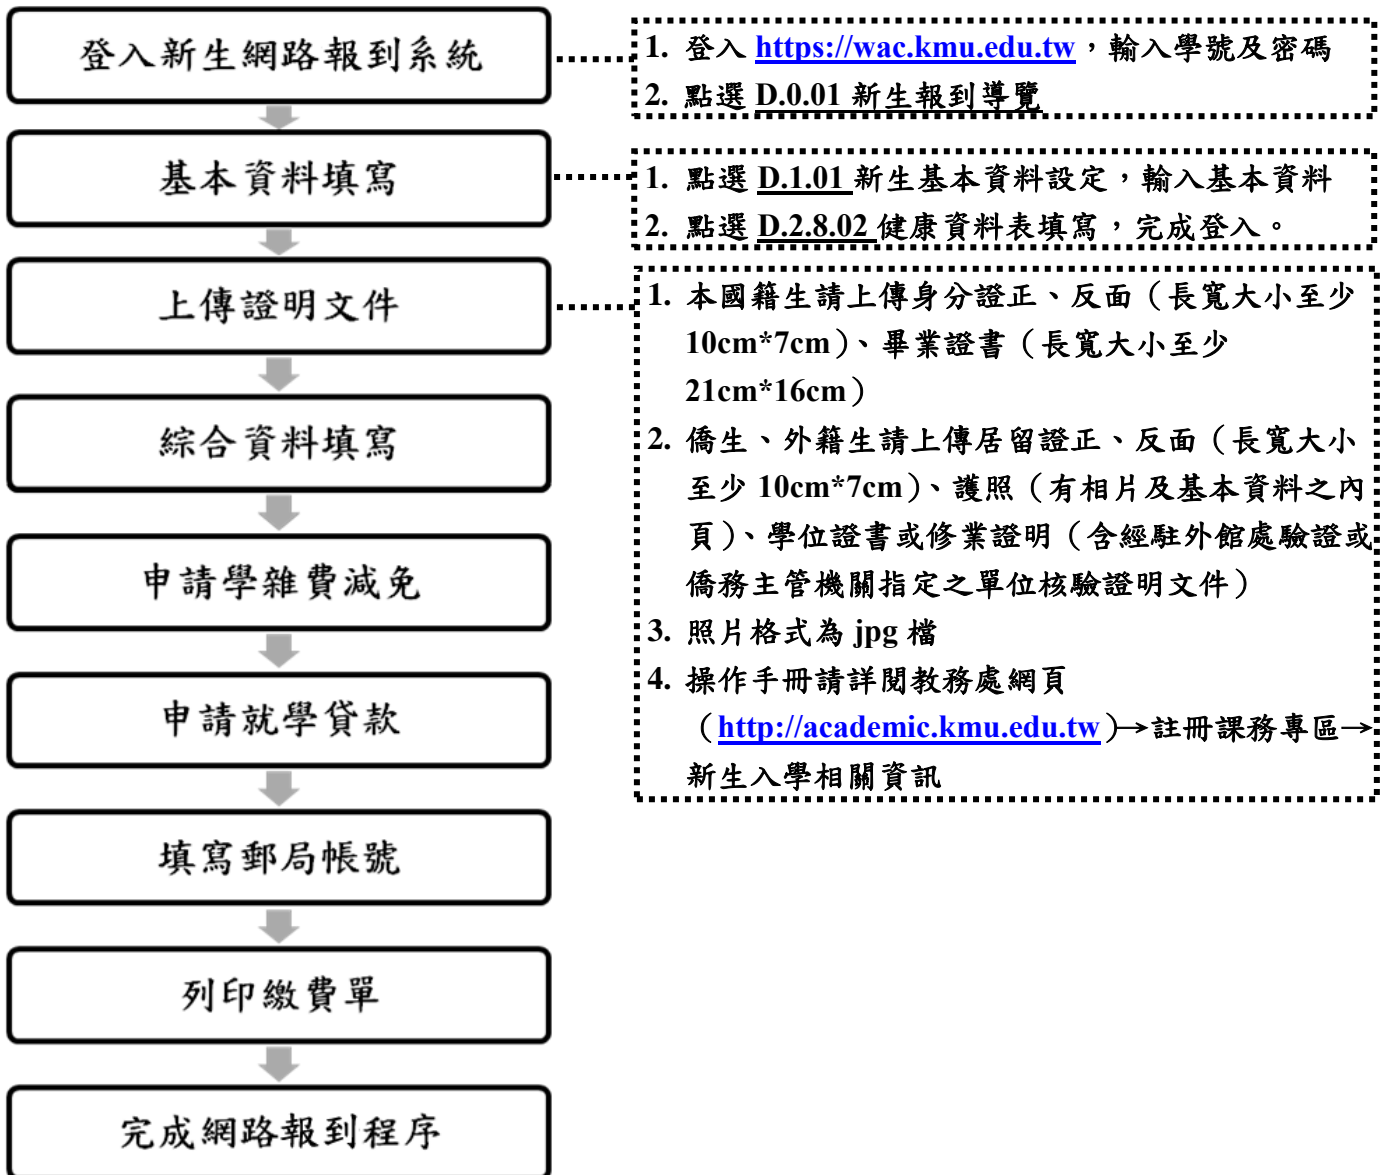 登入新生網路報到系統
1. 登入 https://wac.kmu.edu.tw，輸入學號及密碼
2. 點選 D.0.01 新生報到導覽
基本資料填寫
1. 點選 D.1.01 新生基本資料設定，輸入基本資料
2. 點選 D.2.8.02 健康資料表填寫，完成登入。
上傳證明文件
1. 本國籍生請上傳身分證正、反面（長寬大小至少
10cm*7cm）、畢業證書（長寬大小至少
21cm*16cm）
2. 僑生、外籍生請上傳居留證正、反面（長寬大小
至少 10cm*7cm）、護照（有相片及基本資料之內
頁）、學位證書或修業證明（含經駐外館處驗證或
僑務主管機關指定之單位核驗證明文件）
3. 照片格式為 jpg 檔
4. 操作手冊請詳閱教務處網頁
（http://academic.kmu.edu.tw）→註冊課務專區→
新生入學相關資訊
綜合資料填寫
申請學雜費減免
申請就學貸款
填寫郵局帳號
列印繳費單
完成網路報到程序